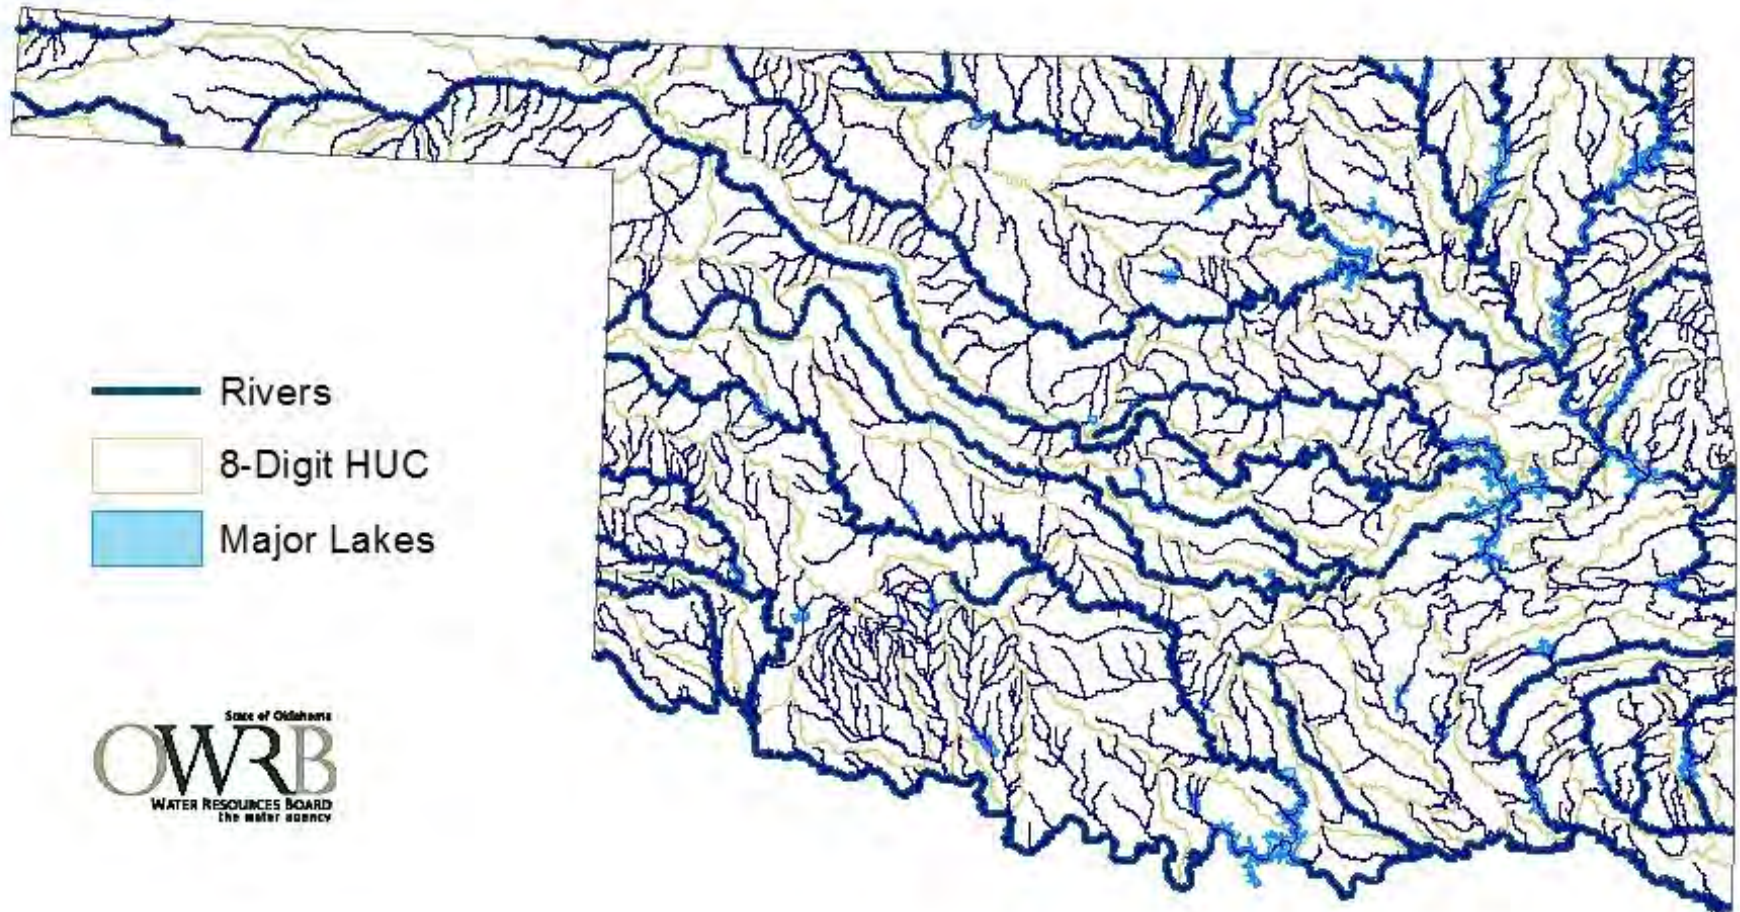 Rivers
8-Digit HUC
Major Lakes
State of Oklahoma
OWRB
WATER RESOURCES BOARD
the water agency